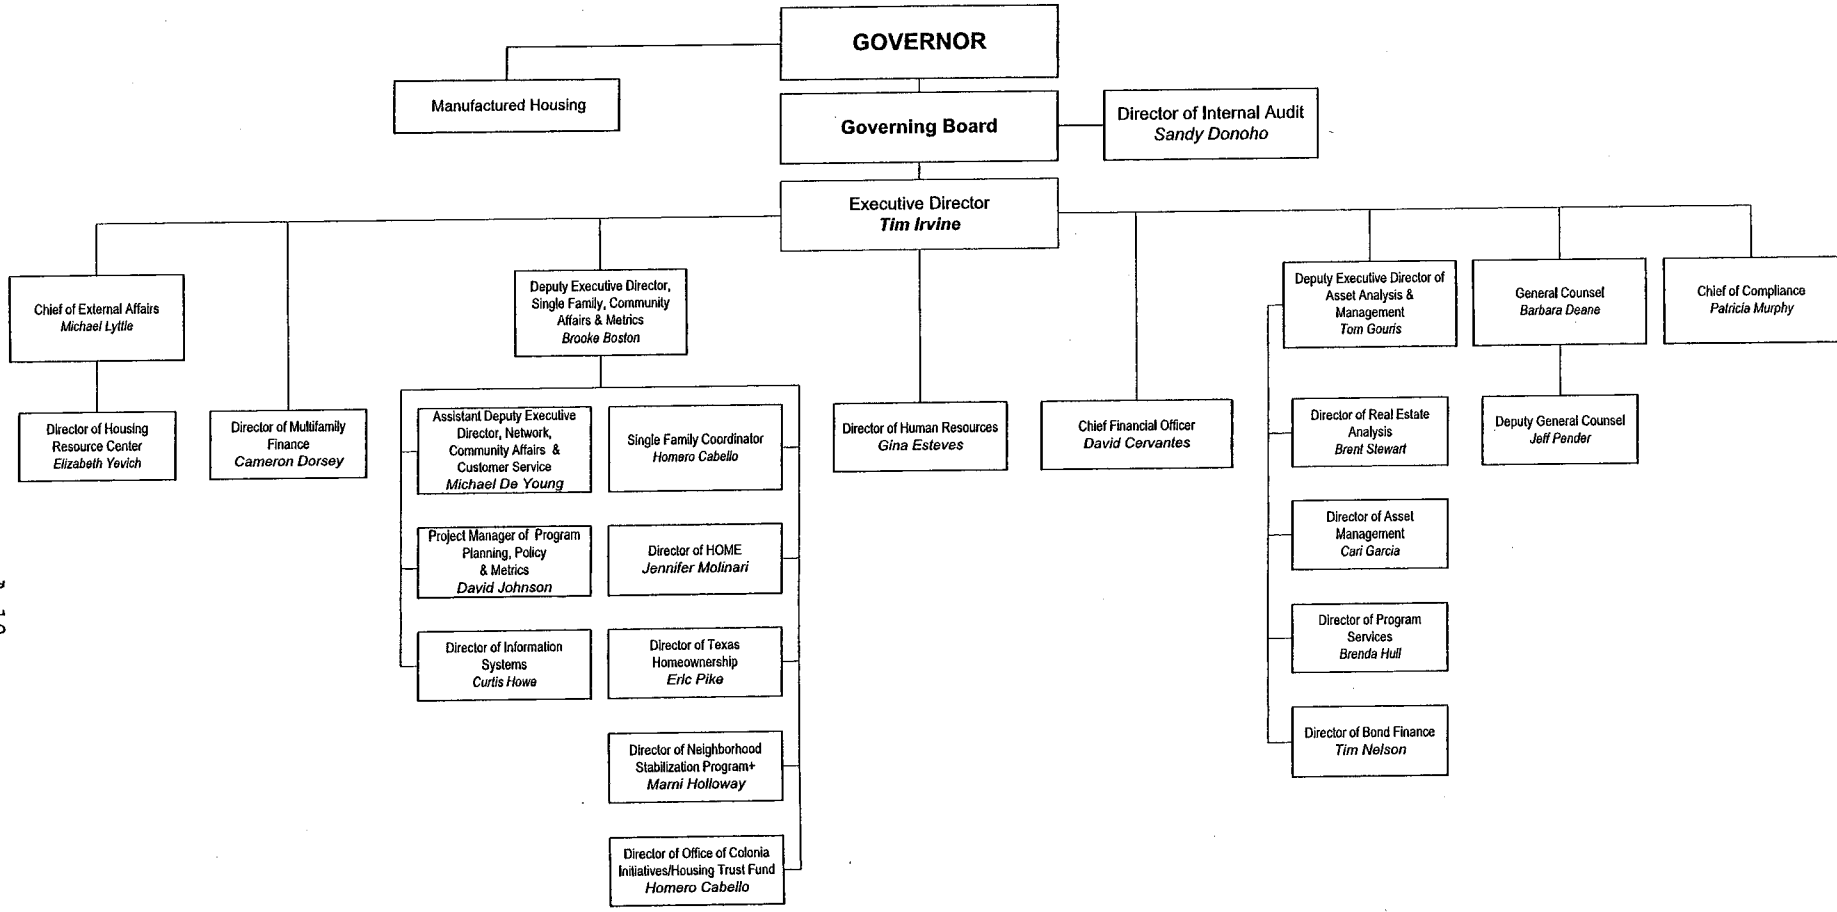 GOVERNOR
Manufactured Housing
Governing Board
Director of Internal Audit
Sandy Donoho
Executive Director
Tim Irvine
Chief of External Affairs
Michael Lyttle
Deputy Executive Director,
Single Family, Community
Affairs & Metrics
Brooke Boston
Deputy Executive Director of
Asset Analysis &
Management
Tom Gouris
General Counsel
Barbara Deane
Chief of Compliance
Patricia Murphy
Director of Housing
Resource Center
Elizabeth Yevich
Director of Multifamily
Finance
Cameron Dorsey
Assistant Deputy Executive
Director, Network,
Community Affairs &
Customer Service
Michael De Young
Single Family Coordinator
Homero Cabello
Director of Human Resources
Gina Esteves
Chief Financial Officer
David Cervantes
Director of Real Estate
Analysis
Brent Stewart
Deputy General Counsel
Jeff Pender
Project Manager of Program
Planning, Policy
& Metrics
David Johnson
Director of HOME
Jennifer Molinari
Director of Asset
Management
Cari Garcia
Director of Information
Systems
Curtis Howe
Director of Texas
Homeownership
Eric Pike
Director of Program
Services
Brenda Hull
Director of Neighborhood
Stabilization Program+
Marni Holloway
Director of Bond Finance
Tim Nelson
Director of Office of Colonia
Initiatives/Housing Trust Fund
Homero Cabello